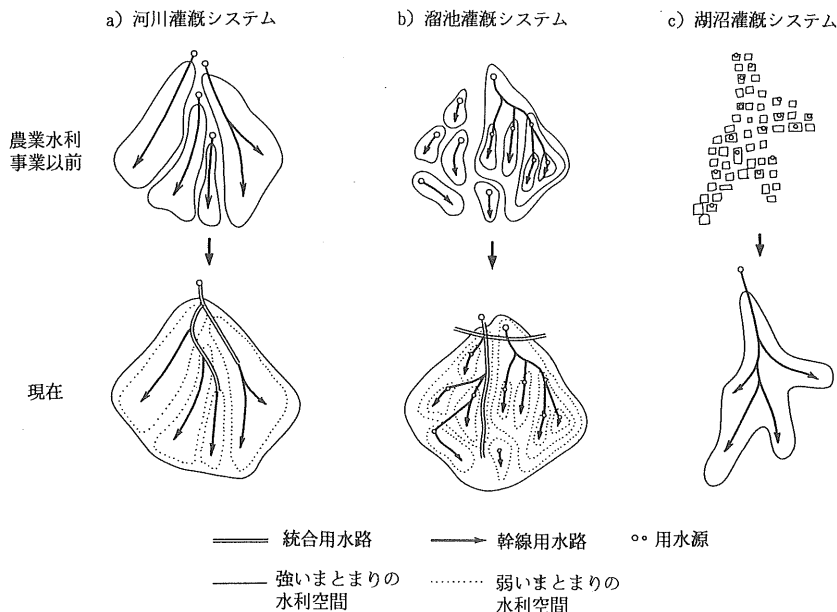 a) 河川灌漑システム
b) 溜池灌漑システム
c) 湖沼灌漑システム
農業水利
事業以前
現在
統合用水路
幹線用水路
用水源
強いまとまりの
水利空間
弱いまとまりの
水利空間